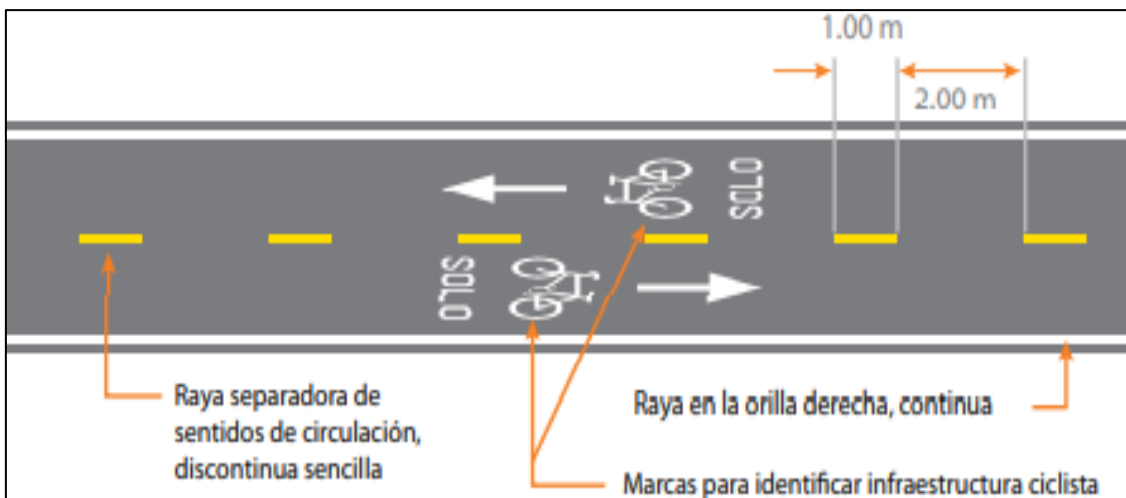 1.00 m
2.00 m
SOLO
SOLO
Raya separadora de
sentidos de circulación,
discontinua sencilla
Raya en la orilla derecha, continua
Marcas para identificar infraestructura ciclista